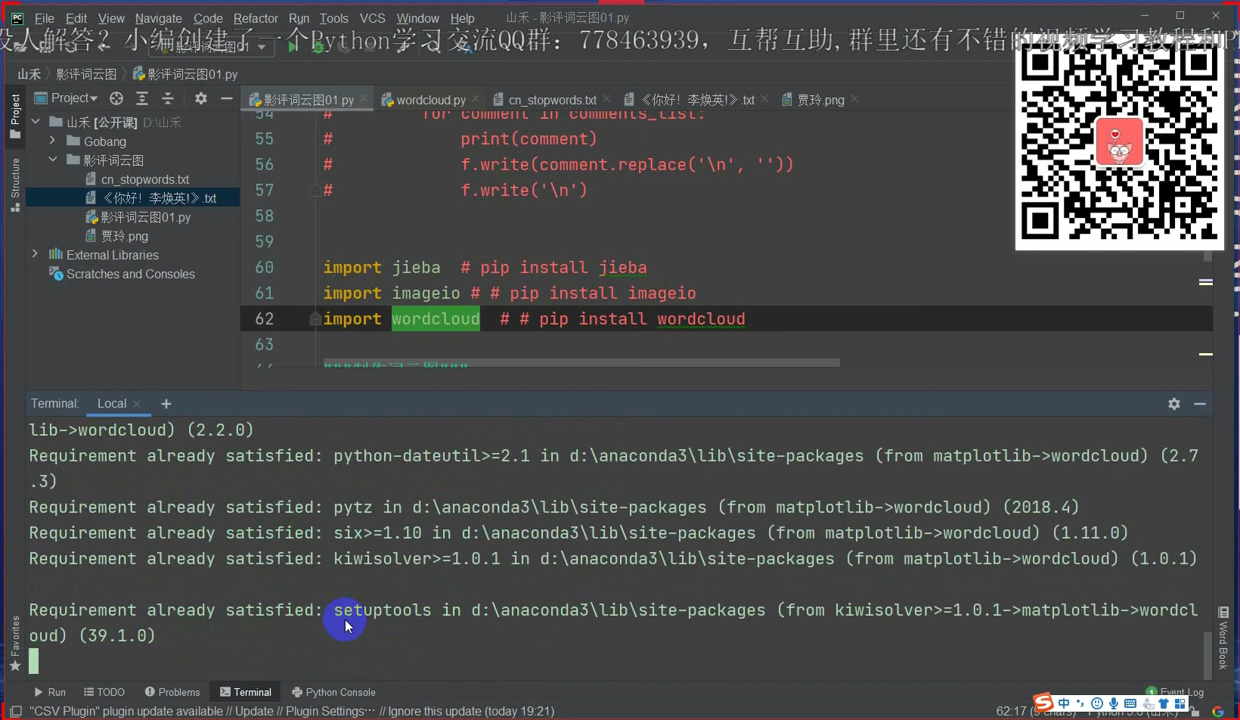 File Edit View Navigate Code Refactor Run Tools VCS Window Help 山禾 - 影评词云图01.py
没人解答? 小编创建了一个Python学习交流QQ群: 778463939, 互帮互助,群里还有不错的视频学习教程和P
山禾 影评词云图 影评词云图01.py
Project
影评词云图01.py wordcloud.py cn_stopwords.txt 《你好! 李焕英!》.txt 贾玲.png
山禾 [公开课] D:\山禾
Gobang
影评词云图
cn_stopwords.txt
《你好! 李焕英!》.txt
影评词云图01.py
贾玲.png
External Libraries
Scratches and Consoles
Project
Structure
Favorites
54 # for comment in comments_list:
55 # print(comment)
56 # f.write(comment.replace('\n', ''))
57 # f.write('\n')
58
59
60 import jieba # pip install jieba
61 import imageio # # pip install imageio
62 import wordcloud # # pip install wordcloud
63
Terminal: Local +
lib->wordcloud) (2.2.0)
Requirement already satisfied: python-dateutil>=2.1 in d:\anaconda3\lib\site-packages (from matplotlib->wordcloud) (2.7
.3)
Requirement already satisfied: pytz in d:\anaconda3\lib\site-packages (from matplotlib->wordcloud) (2018.4)
Requirement already satisfied: six>=1.10 in d:\anaconda3\lib\site-packages (from matplotlib->wordcloud) (1.11.0)
Requirement already satisfied: kiwisolver>=1.0.1 in d:\anaconda3\lib\site-packages (from matplotlib->wordcloud) (1.0.1)
Requirement already satisfied: setuptools in d:\anaconda3\lib\site-packages (from kiwisolver>=1.0.1->matplotlib->wordcl
oud) (39.1.0)
Word Book
Run TODO Problems Terminal Python Console Event Log
"CSV Plugin" plugin update available // Update // Plugin Settings... // Ignore this update (today 19:21) 62:17 (9 chars)
中